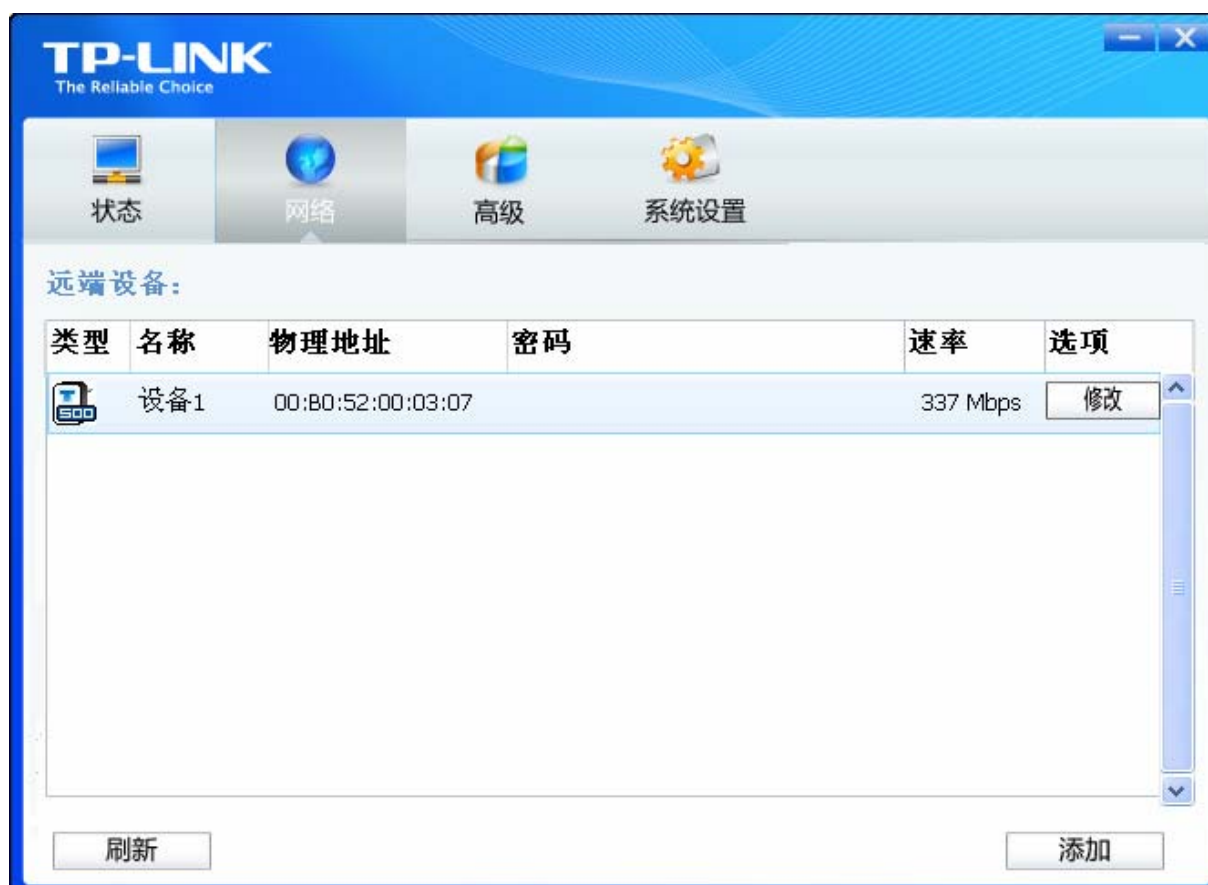 TP-LINK
The Reliable Choice
状态 网络 高级 系统设置
远端设备:
类型 名称 物理地址 密码 速率 选项
T 500 设备1 00:B0:52:00:03:07 337 Mbps 修改
刷新 添加